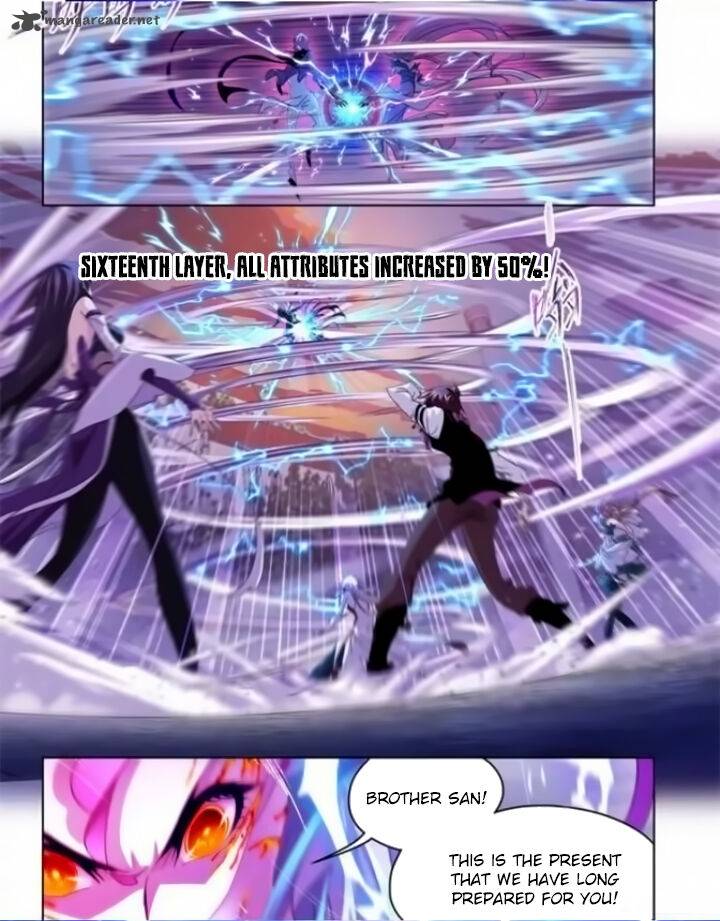 mangareader.net
SIXTEENTH LAYER, ALL ATTRIBUTES INCREASED BY 50%!
BROTHER SAN!
THIS IS THE PRESENT
THAT WE HAVE LONG
PREPARED FOR YOU!